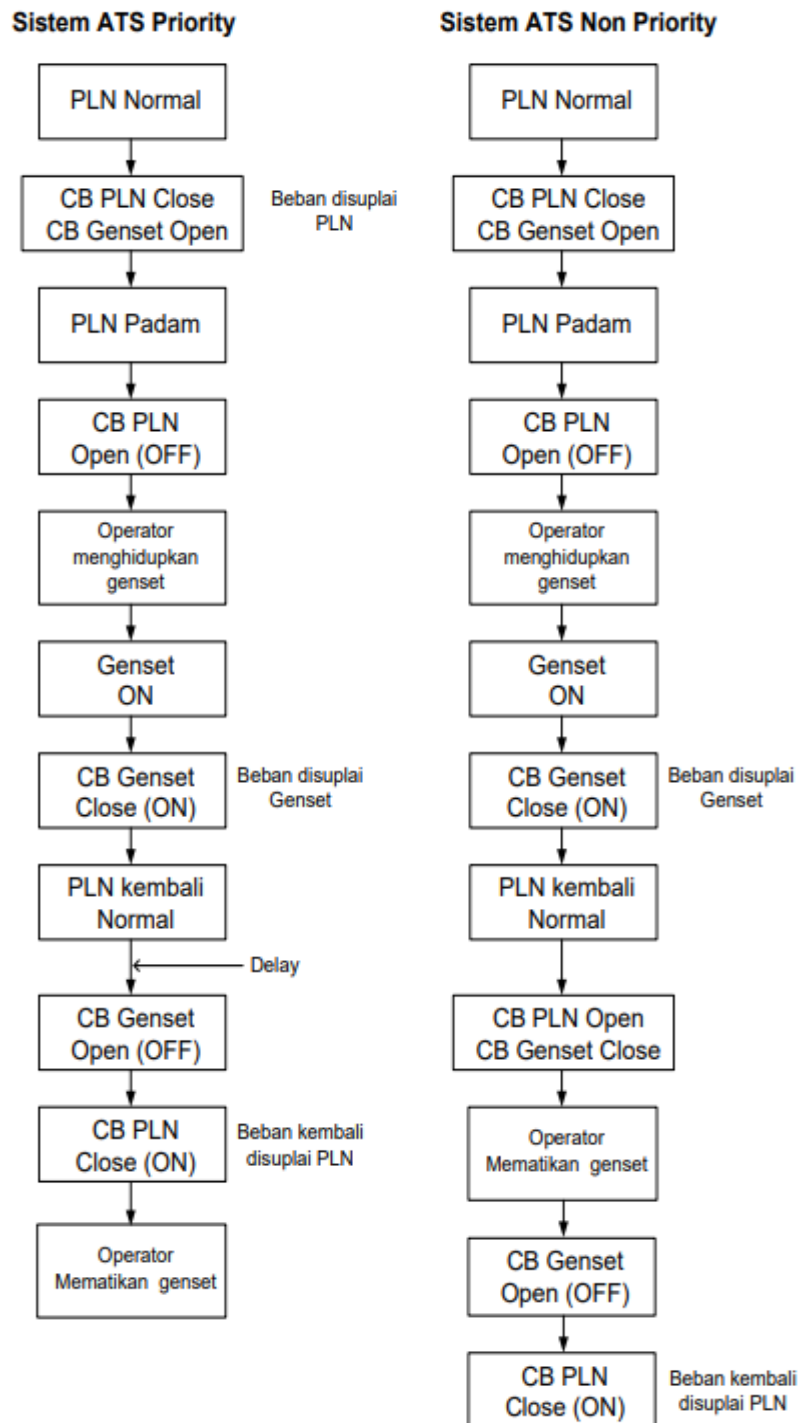 Sistem ATS Priority
PLN Normal
CB PLN Close
CB Genset Open
Beban disuplai
PLN
PLN Padam
CB PLN
Open (OFF)
Operator
menghidupkan
genset
Genset
ON
CB Genset
Close (ON)
Beban disuplai
Genset
PLN kembali
Normal
Delay
CB Genset
Open (OFF)
CB PLN
Close (ON)
Beban kembali
disuplai PLN
Operator
Mematikan genset
Sistem ATS Non Priority
PLN Normal
CB PLN Close
CB Genset Open
PLN Padam
CB PLN
Open (OFF)
Operator
menghidupkan
genset
Genset
ON
CB Genset
Close (ON)
Beban disuplai
Genset
PLN kembali
Normal
CB PLN Open
CB Genset Close
Operator
Mematikan genset
CB Genset
Open (OFF)
CB PLN
Close (ON)
Beban kembali
disuplai PLN